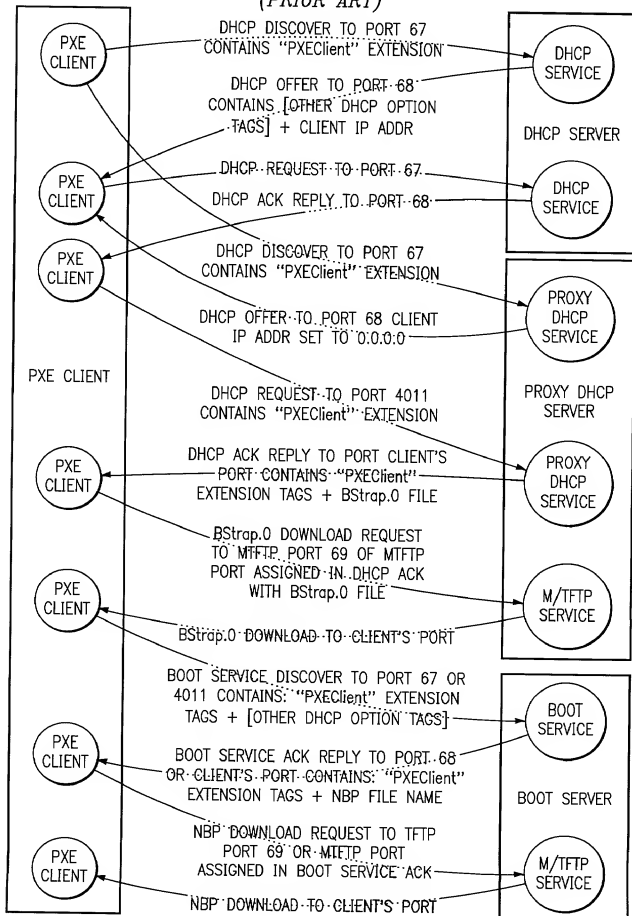 (PRIOR ART)
PXE
CLIENT
DHCP DISCOVER TO PORT 67
CONTAINS "PXEClient" EXTENSION
DHCP
SERVICE
DHCP OFFER TO PORT 68
CONTAINS [OTHER DHCP OPTION
TAGS] + CLIENT IP ADDR
DHCP SERVER
PXE
CLIENT
DHCP REQUEST TO PORT 67
DHCP
SERVICE
DHCP ACK REPLY TO PORT 68
PXE
CLIENT
DHCP DISCOVER TO PORT 67
CONTAINS "PXEClient" EXTENSION
PROXY
DHCP
SERVICE
DHCP OFFER TO PORT 68 CLIENT
IP ADDR SET TO 0.0.0.0
PXE CLIENT
PROXY DHCP
SERVER
DHCP REQUEST TO PORT 4011
CONTAINS "PXEClient" EXTENSION
PXE
CLIENT
DHCP ACK REPLY TO PORT CLIENT'S
PORT CONTAINS "PXEClient"
EXTENSION TAGS + BStrap.0 FILE
PROXY
DHCP
SERVICE
BStrap.0 DOWNLOAD REQUEST
TO MTFTP PORT 69 OF MTFTP
PORT ASSIGNED IN DHCP ACK
WITH BStrap.0 FILE
M/TFTP
SERVICE
PXE
CLIENT
BStrap.0 DOWNLOAD TO CLIENT'S PORT
BOOT SERVICE DISCOVER TO PORT 67 OR
4011 CONTAINS: "PXEClient" EXTENSION
TAGS + [OTHER DHCP OPTION TAGS]
BOOT
SERVICE
PXE
CLIENT
BOOT SERVICE ACK REPLY TO PORT 68
OR CLIENT'S PORT CONTAINS: "PXEClient"
EXTENSION TAGS + NBP FILE NAME
BOOT SERVER
NBP DOWNLOAD REQUEST TO TFTP
PORT 69 OR MTFTP PORT
ASSIGNED IN BOOT SERVICE ACK
M/TFTP
SERVICE
PXE
CLIENT
NBP DOWNLOAD TO CLIENT'S PORT